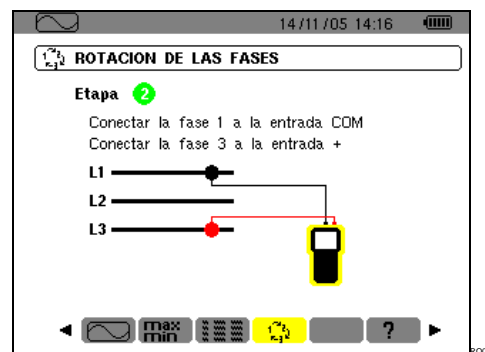 14/11/05 14:16
ROTACION DE LAS FASES
Etapa 2
Conectar la fase 1 a la entrada COM
Conectar la fase 3 a la entrada +
L1
L2
L3
max
min
?